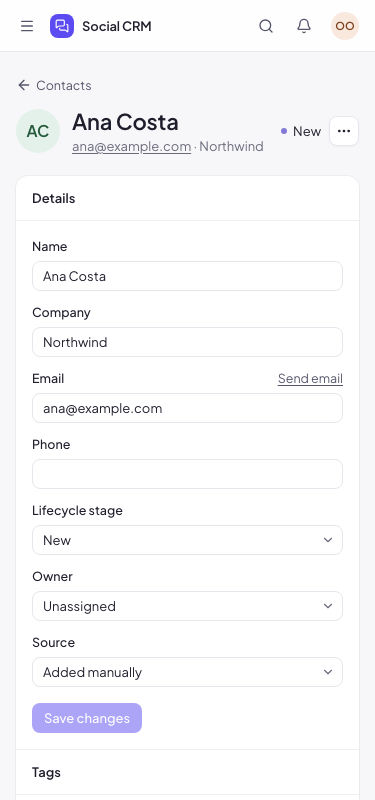 Social CRM
OO
Contacts
AC
Ana Costa
ana@example.com · Northwind
New
Details
Name
Ana Costa
Company
Northwind
Email
Send email
ana@example.com
Phone
Lifecycle stage
New
Owner
Unassigned
Source
Added manually
Save changes
Tags